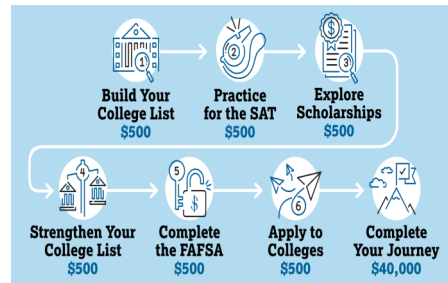 1
Build Your
College List
$500
2
Practice
for the SAT
$500
$
3
Explore
Scholarships
$500
4
Strengthen Your
College List
$500
5
$
Complete
the FAFSA
$500
6
Apply to
Colleges
$500
Complete
Your Journey
$40,000